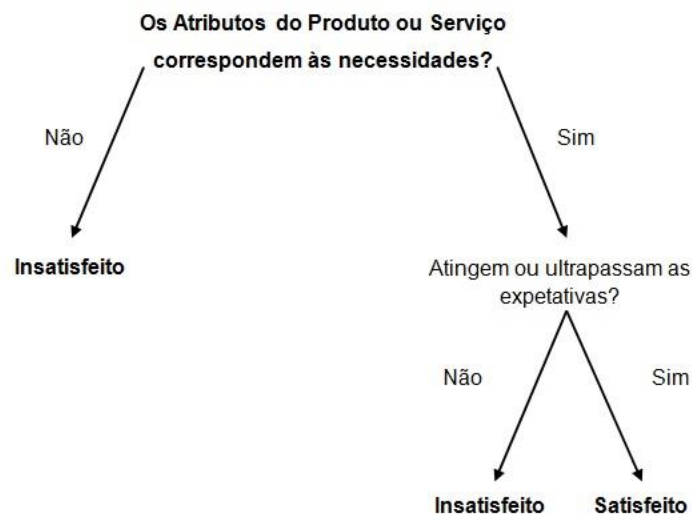 Os Atributos do Produto ou Serviço
correspondem às necessidades?
Não
Sim
Insatisfeito
Atingem ou ultrapassam as
expetativas?
Não
Sim
Insatisfeito
Satisfeito